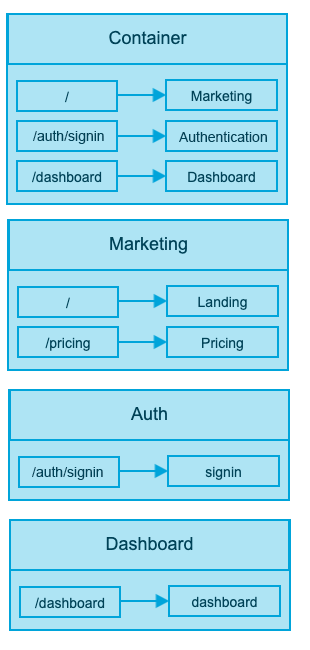 Container
/ Marketing
/auth/signin Authentication
/dashboard Dashboard
Marketing
/ Landing
/pricing Pricing
Auth
/auth/signin signin
Dashboard
/dashboard dashboard